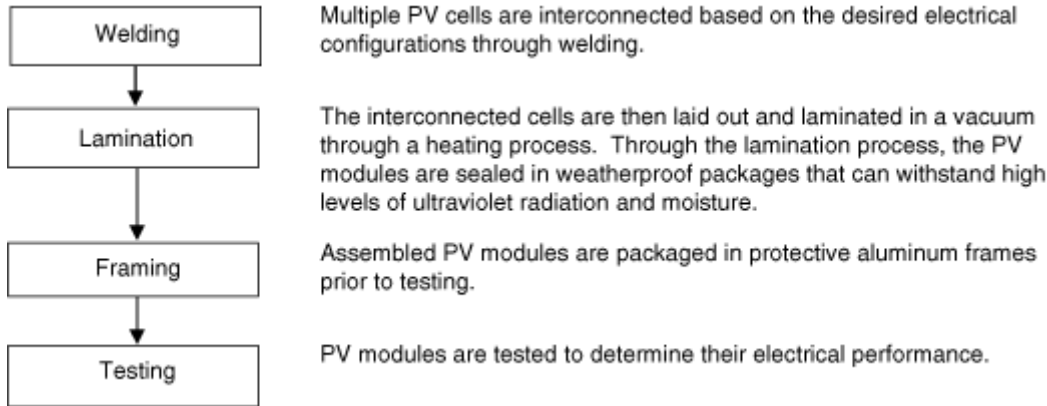 Welding
Multiple PV cells are interconnected based on the desired electrical
configurations through welding.
Lamination
The interconnected cells are then laid out and laminated in a vacuum
through a heating process.  Through the lamination process, the PV
modules are sealed in weatherproof packages that can withstand high
levels of ultraviolet radiation and moisture.
Framing
Assembled PV modules are packaged in protective aluminum frames
prior to testing.
Testing
PV modules are tested to determine their electrical performance.